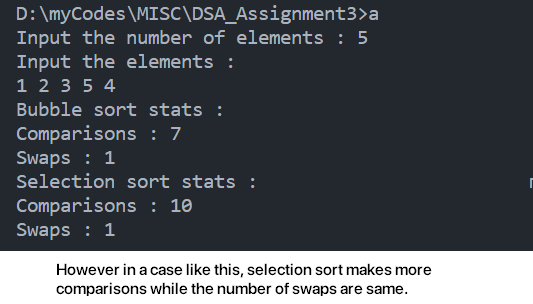 D:\myCodes\MISC\DSA_Assignment3>a
Input the number of elements : 5
Input the elements :
1 2 3 5 4
Bubble sort stats :
Comparisons : 7
Swaps : 1
Selection sort stats :
Comparisons : 10
Swaps : 1
However in a case like this, selection sort makes more
comparisons while the number of swaps are same.